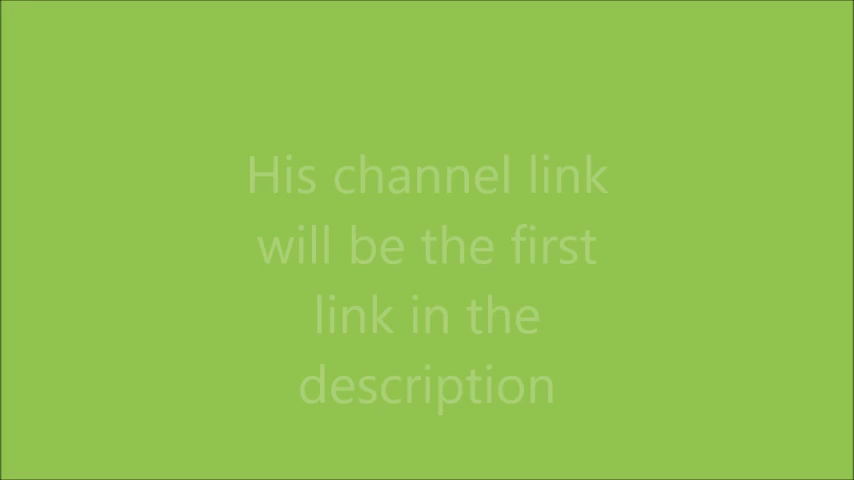 His channel link
will be the first
link in the
description